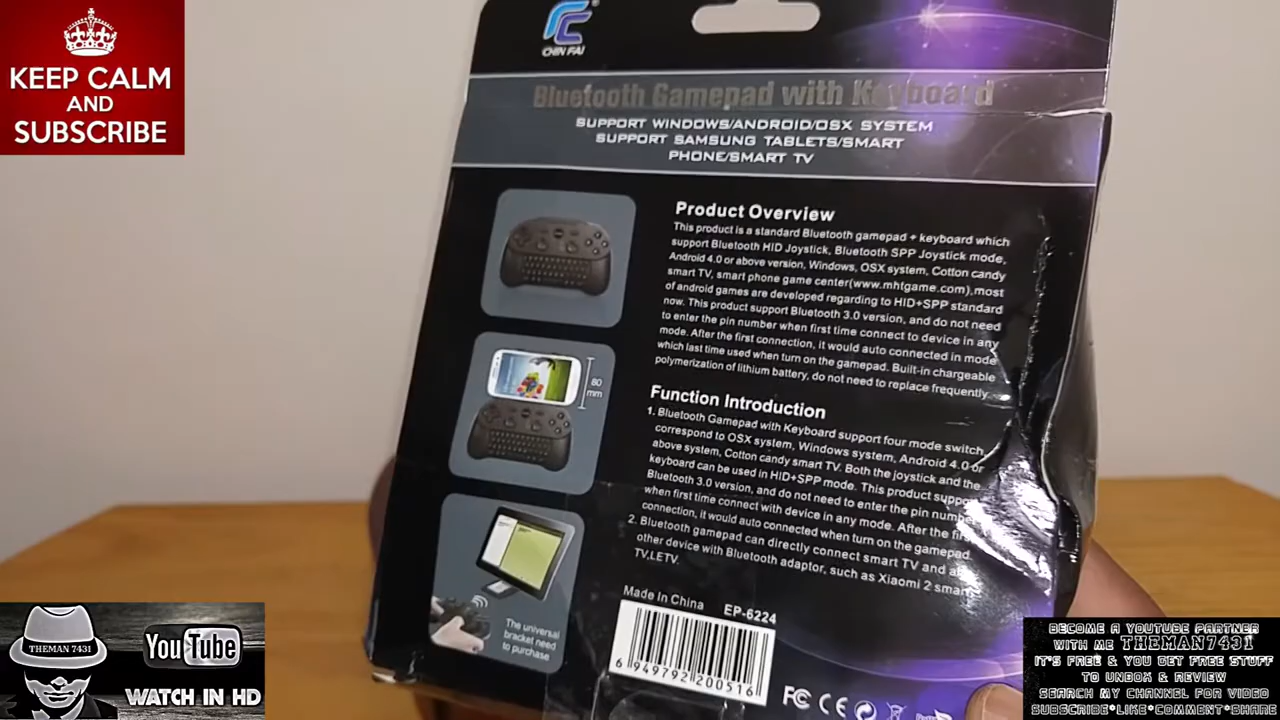 KEEP CALM
AND
SUBSCRIBE
CHIN FAI
Bluetooth Gamepad with Keyboard
SUPPORT WINDOWS/ANDROID/OSX SYSTEM
SUPPORT SAMSUNG TABLETS/SMART
PHONE/SMART TV
Product Overview
This product is a standard Bluetooth gamepad + keyboard which
support Bluetooth HID Joystick, Bluetooth SPP Joystick mode,
Android 4.0 or above version, Windows, OSX system, Cotton candy
smart TV, smart phone game center(www.mhtgame.com),most
of android games are developed regarding to HID+SPP standard
now. This product support Bluetooth 3.0 version, and do not need
to enter the pin number when first time connect to device in any
mode. After the first connection, it would auto connected in mode
which last time used when turn on the gamepad. Built-in chargeable
polymerization of lithium battery, do not need to replace frequently.
80
mm
Function Introduction
1. Bluetooth Gamepad with Keyboard support four mode switch,
correspond to OSX system, Windows system, Android 4.0 or
above system, Cotton candy smart TV. Both the joystick and the
keyboard can be used in HID+SPP mode. This product support
Bluetooth 3.0 version, and do not need to enter the pin number
when first time connect with device in any mode. After the first
connection, it would auto connected when turn on the gamepad.
2. Bluetooth gamepad can directly connect smart TV and
other device with Bluetooth adaptor, such as Xiaomi 2 smart
TV,LETV.
The universal
bracket need
to purchase
Made In China EP-6224
6 949792 200516
FC CE
THEMAN 7431
YouTube
WATCH IN HD
BECOME A YOUTUBE PARTNER
WITH ME THEMAN7431
IT'S FREE & YOU GET FREE STUFF
TO UNBOX & REVIEW
SEARCH MY CHANNEL FOR VIDEO
SUBSCRIBE*LIKE*COMMENT*SHARE